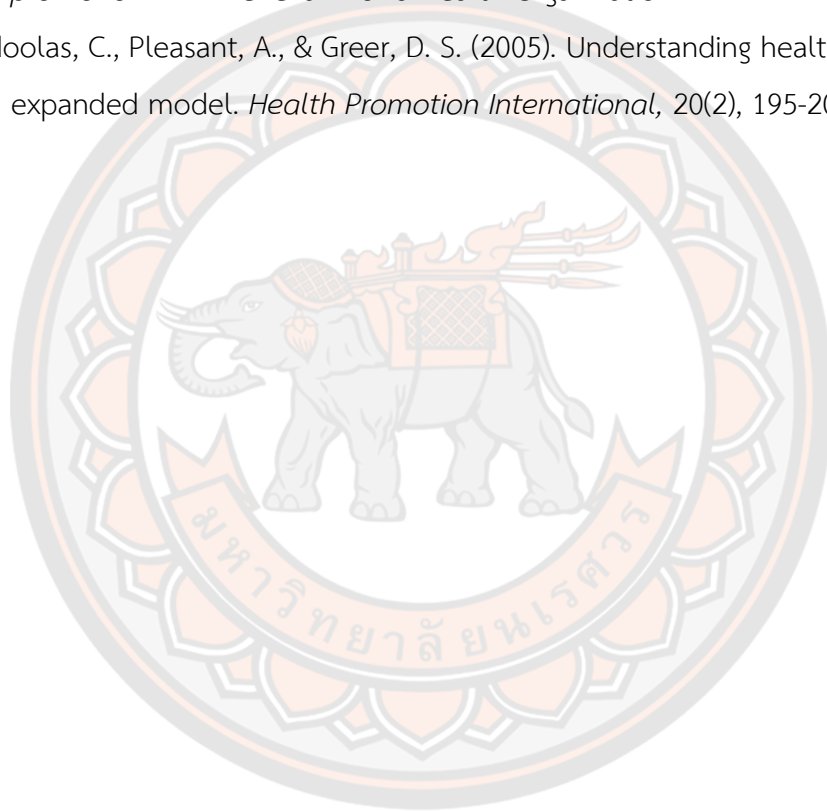 doolas, C., Pleasant, A., & Greer, D. S. (2005). Understanding healt
expanded model. Health Promotion International, 20(2), 195-20
มหาวิทยาลัยนเรศวร